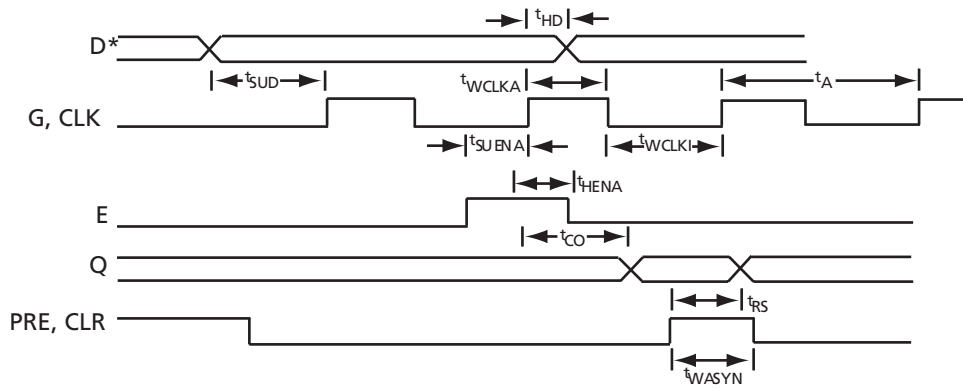 tHD
D*
tSUD
tWCLKA
tA
G, CLK
tSUENA
tWCLKI
tHENA
E
tCO
Q
tRS
PRE, CLR
tWASYN